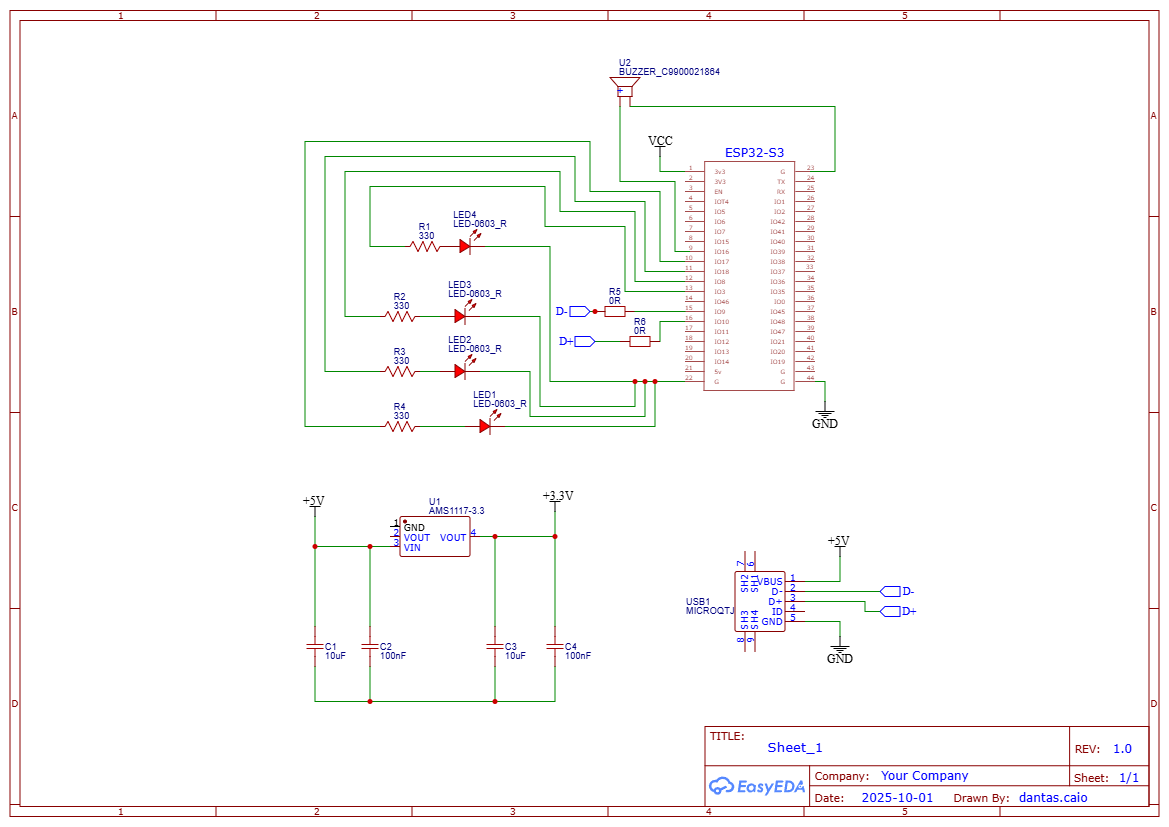 1 2 3 4 5
A A
B B
C C
D D
U2
BUZZER_C9900021864
+
VCC
ESP32-S3
1 3v3 G 23
2 3V3 TX 24
3 EN RX 25
4 IOT4 IO1 26
5 IO5 IO2 27
6 IO6 IO42 28
7 IO7 IO41 29
8 IO15 IO40 30
9 IO16 IO39 31
10 IO17 IO38 32
11 IO18 IO37 33
12 IO8 IO36 34
13 IO3 IO35 35
14 IO46 IO0 36
15 IO9 IO45 37
16 IO10 IO48 38
17 IO11 IO47 39
18 IO12 IO21 40
19 IO13 IO20 41
20 IO14 IO19 42
21 5v G 43
22 G G 44
GND
R1
330
LED4
LED-0603_R
R2
330
LED3
LED-0603_R
R3
330
LED2
LED-0603_R
R4
330
LED1
LED-0603_R
D-
R5
0R
D+
R6
0R
+5V
U1
AMS1117-3.3
1 GND
2 VOUT VOUT 4
3 VIN
+3.3V
C1
10uF
C2
100nF
C3
10uF
C4
100nF
USB1
MICROQTJ
7 6
SH2 SH1
SH3 SH4
8 9
VBUS 1
D- 2
D+ 3
ID 4
GND 5
+5V
D-
D+
GND
TITLE:
Sheet_1
REV: 1.0
EasyEDA
Company: Your Company
Sheet: 1/1
Date: 2025-10-01 Drawn By: dantas.caio
1 2 3 4 5